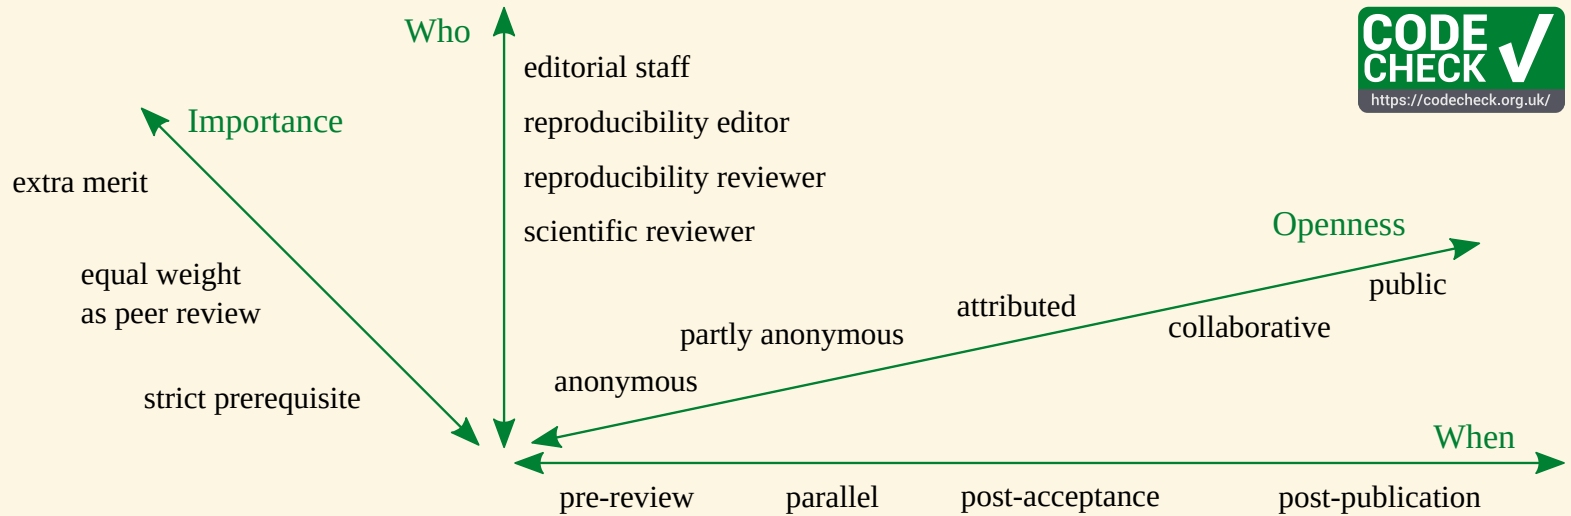 Who
editorial staff
reproducibility editor
reproducibility reviewer
scientific reviewer
Importance
extra merit
equal weight
as peer review
strict prerequisite
Openness
public
collaborative
attributed
partly anonymous
anonymous
When
pre-review
parallel
post-acceptance
post-publication
CODE
CHECK
https://codecheck.org.uk/